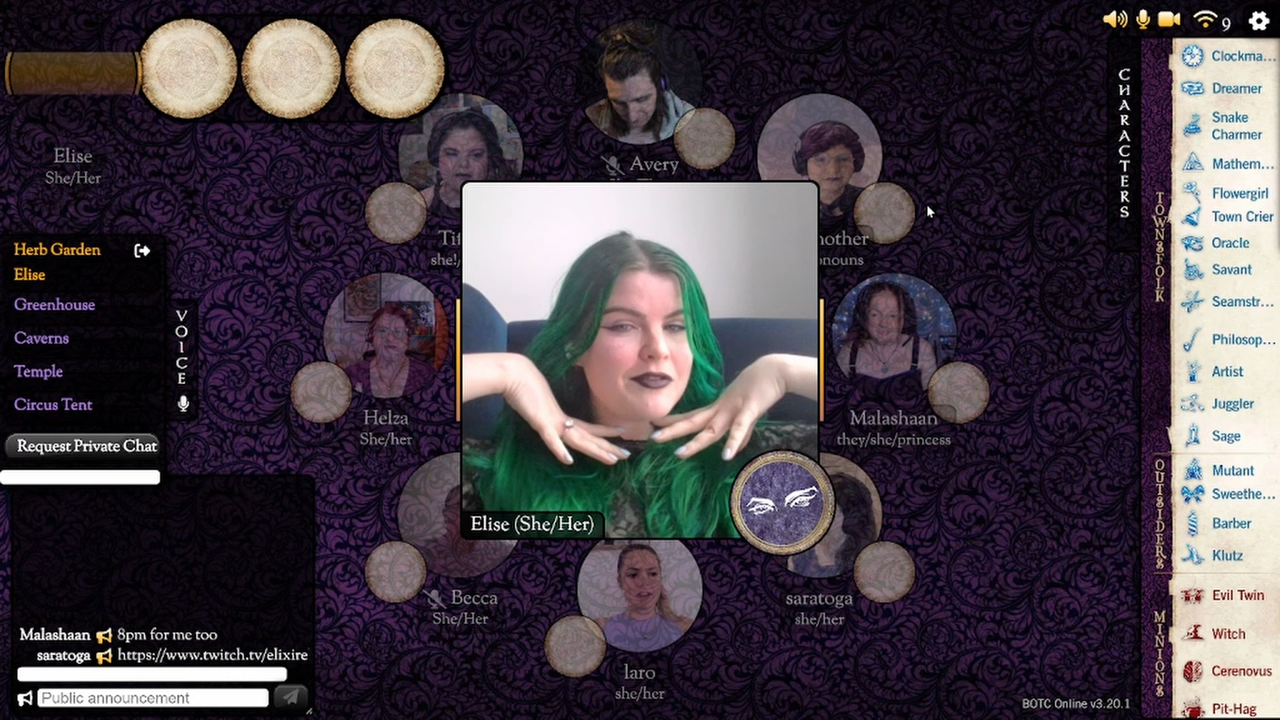 9
CHARACTERS
Clockma...
Dreamer
Snake
Charmer
Mathem...
Flowergirl
Town Crier
Oracle
Savant
Seamstr...
Philosop...
Artist
Juggler
Sage
Mutant
Sweethe...
Barber
Klutz
Evil Twin
Witch
Cerenovus
Pit-Hag
TOWNSFOLK
OUTSIDERS
MINIONS
Elise
She/Her
Avery
Herb Garden
Elise
Greenhouse
Caverns
Temple
Circus Tent
VOICE
Request Private Chat
Helza
She/her
Malashaan
they/she/princess
Elise (She/Her)
Becca
She/Her
saratoga
she/her
laro
she/her
Malashaan 8pm for me too
saratoga https://www.twitch.tv/elixire
Public announcement
BOTC Online v3.20.1